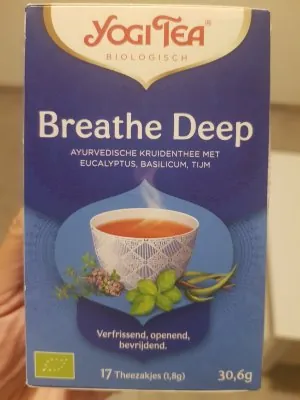 YOGI TEA®
BIOLOGISCH
Breathe Deep
AYURVEDISCHE KRUIDENTHEE MET
EUCALYPTUS, BASILICUM, TIJM
Verfrissend, openend,
bevrijdend.
17 Theezakjes (1,8g) 30,6g